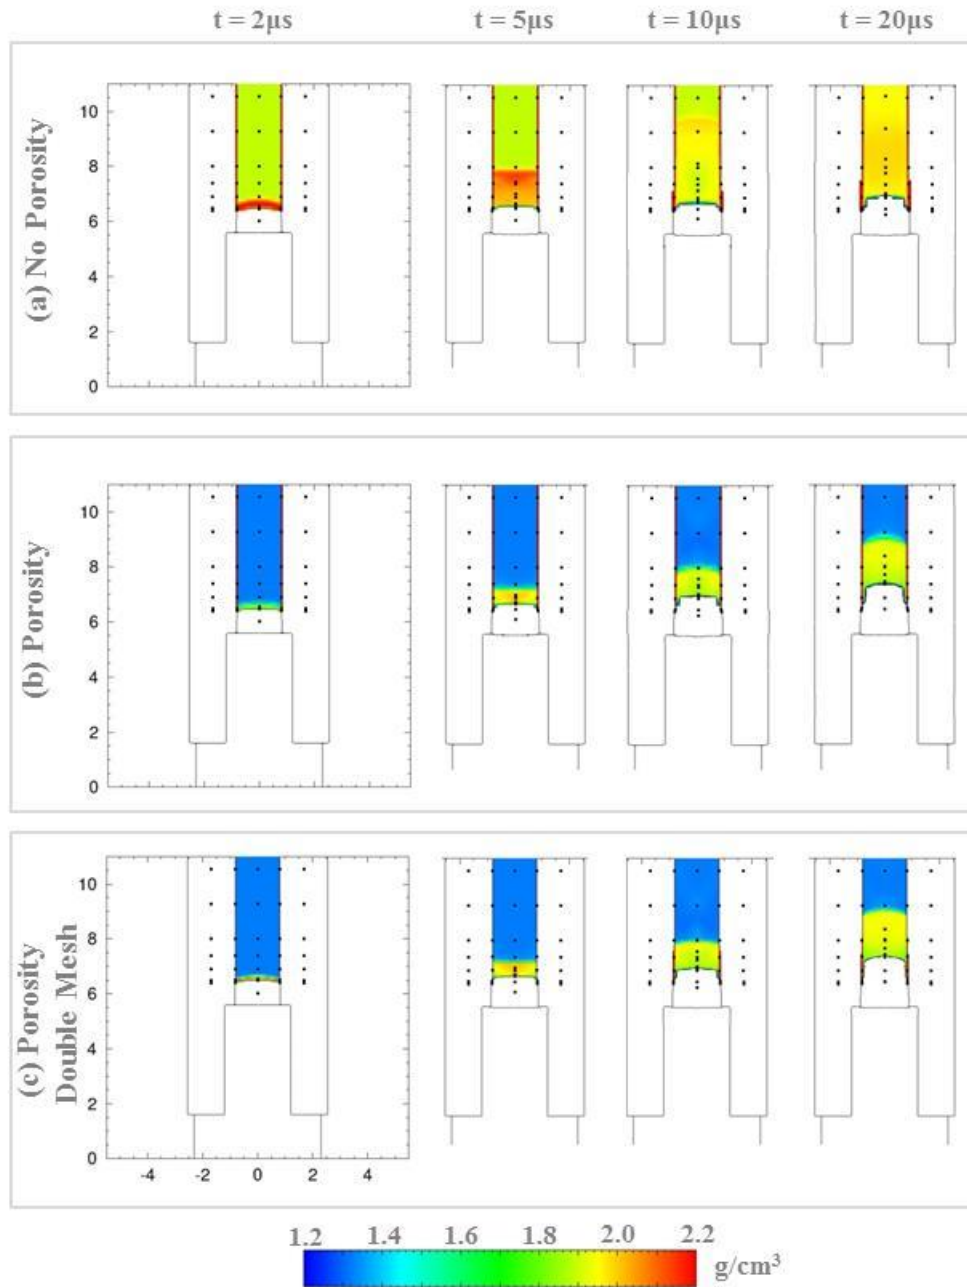 t = 2μs t = 5μs t = 10μs t = 20μs
(a) No Porosity
10
8
6
4
2
0
(b) Porosity
10
8
6
4
2
0
(c) Porosity
Double Mesh
10
8
6
4
2
0
-4 -2 0 2 4
1.2 1.4 1.6 1.8 2.0 2.2
g/cm³